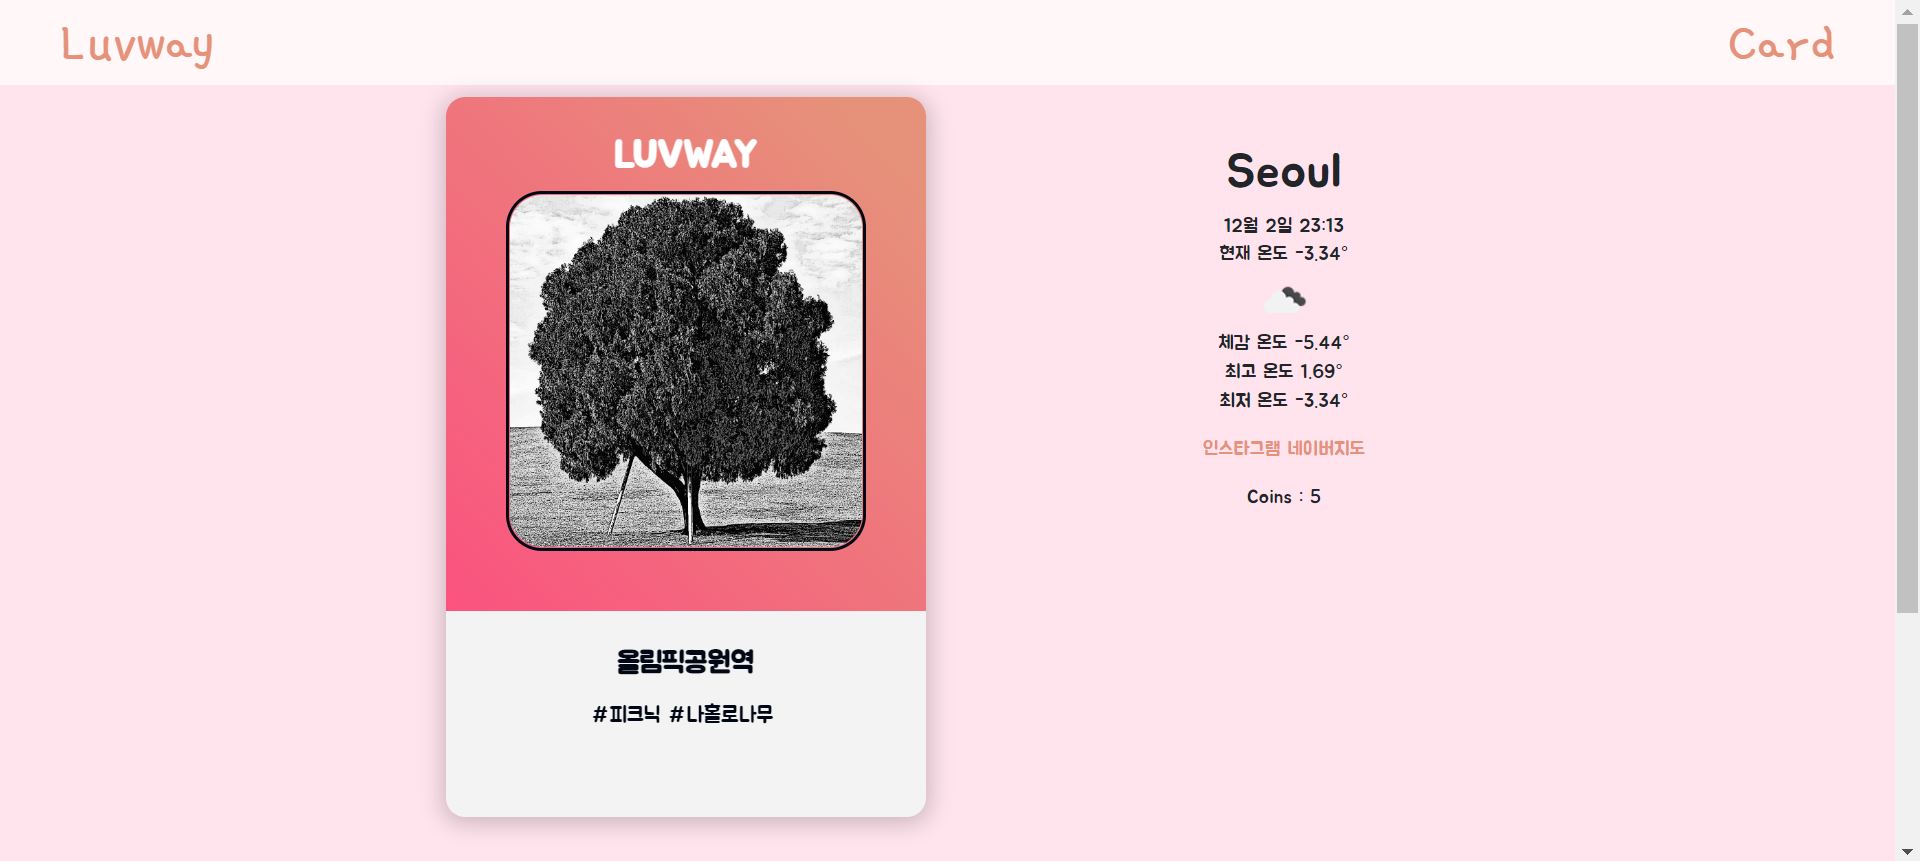 Luvway
Card
LUVWAY
올림픽공원역
#피크닉 #나홀로나무
Seoul
12월 2일 23:13
현재 온도 -3.34°
체감 온도 -5.44°
최고 온도 1.69°
최저 온도 -3.34°
인스타그램 네이버지도
Coins : 5